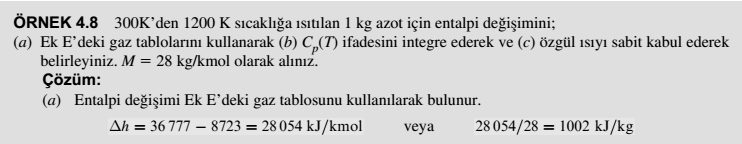 ÖRNEK 4.8 300K'den 1200 K sıcaklığa ısıtılan 1 kg azot için entalpi değişimini;
(a) Ek E'deki gaz tablolarını kullanarak (b) Cp(T) ifadesini integre ederek ve (c) özgül ısıyı sabit kabul ederek
belirleyiniz. M = 28 kg/kmol olarak alınız.
Çözüm:
(a) Entalpi değişimi Ek E'deki gaz tablosunu kullanılarak bulunur.
Δh = 36 777 − 8723 = 28 054 kJ/kmol veya 28 054/28 = 1002 kJ/kg